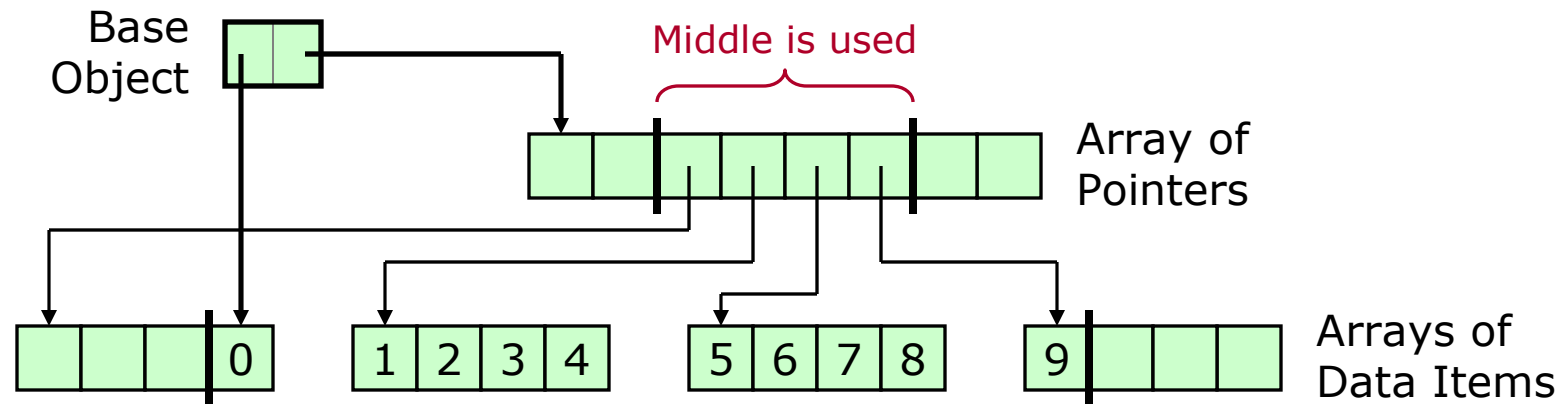 Base
Object
Middle is used
Array of
Pointers
0
1 2 3 4
5 6 7 8
9
Arrays of
Data Items